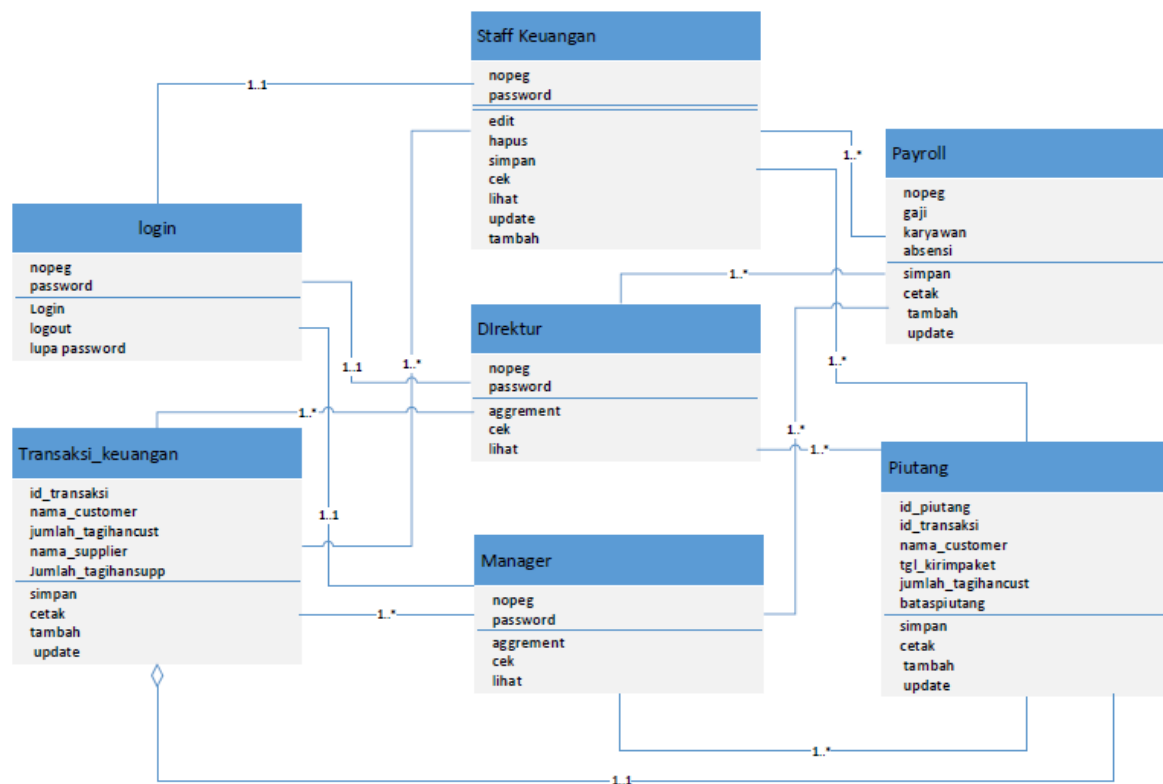 Staff Keuangan
nopeg
password
edit
hapus
simpan
cek
lihat
update
tambah
1..1
1..*
Payroll
nopeg
gaji
karyawan
absensi
simpan
cetak
tambah
update
login
nopeg
password
Login
logout
lupa password
1..*
DIrektur
nopeg
password
aggrement
cek
lihat
1..1
1..*
1..*
1..*
1..*
1..*
Transaksi_keuangan
id_transaksi
nama_customer
jumlah_tagihancust
nama_supplier
Jumlah_tagihansupp
simpan
cetak
tambah
update
1..1
1..*
Manager
nopeg
password
aggrement
cek
lihat
Piutang
id_piutang
id_transaksi
nama_customer
tgl_kirimpaket
jumlah_tagihancust
bataspiutang
simpan
cetak
tambah
update
1..*
1..1